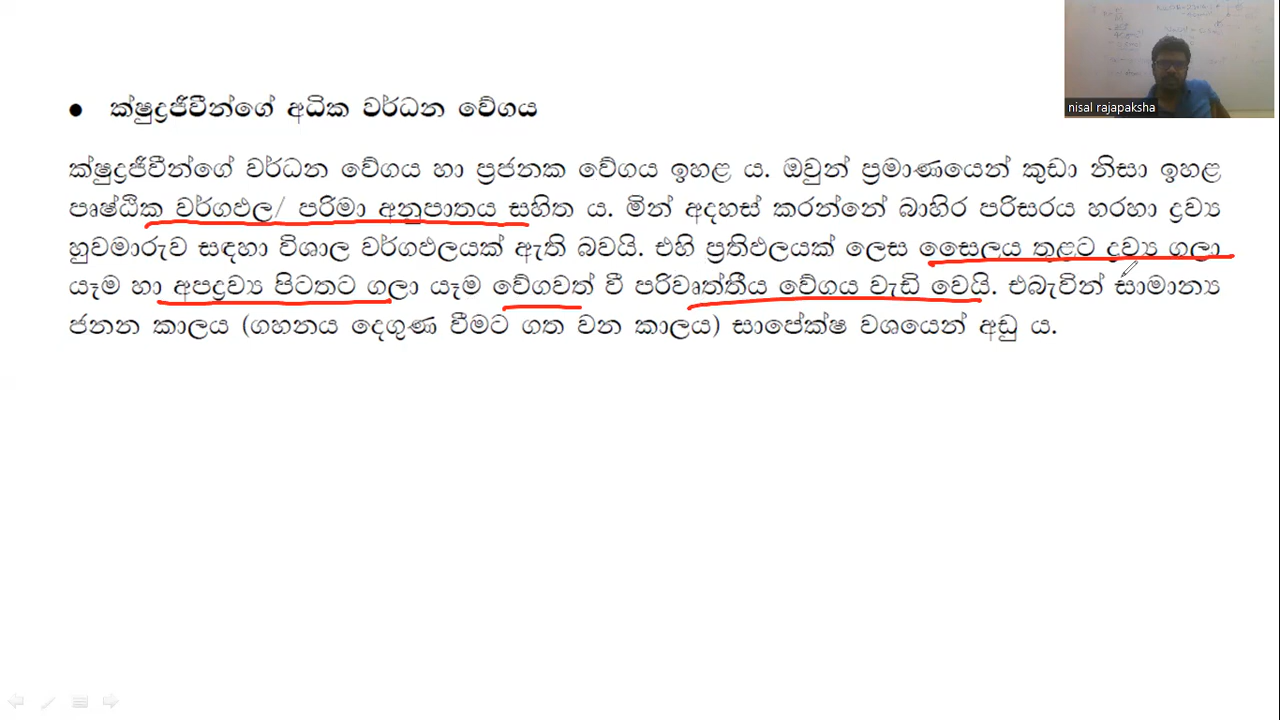 nisal rajapaksha
• ක්ෂුද්‍රජීවීන්ගේ අධික වර්ධන වේගය
ක්ෂුද්‍රජීවීන්ගේ වර්ධන වේගය හා ප්‍රජනක වේගය ඉහළ ය. ඔවුන් ප්‍රමාණයෙන් කුඩා නිසා ඉහළ
පෘෂ්ඨික වර්ගඵල/ පරිමා අනුපාතය සහිත ය. මින් අදහස් කරන්නේ බාහිර පරිසරය හරහා ද්‍රව්‍ය
හුවමාරුව සඳහා විශාල වර්ගඵලයක් ඇති බවයි. එහි ප්‍රතිඵලයක් ලෙස සෛලය තුළට ද්‍රව්‍ය ගලා
යෑම හා අපද්‍රව්‍ය පිටතට ගලා යෑම වේගවත් වී පරිවෘත්තීය වේගය වැඩි වෙයි. එබැවින් සාමාන්‍ය
ජනන කාලය (ගහනය දෙගුණ වීමට ගත වන කාලය) සාපේක්ෂ වශයෙන් අඩු ය.